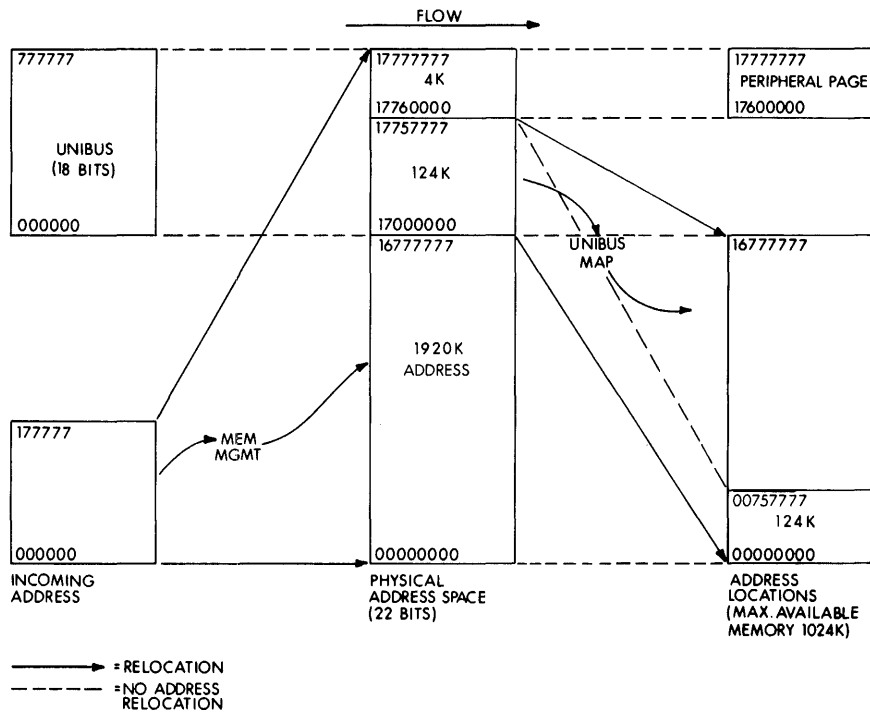 FLOW
777777
UNIBUS
(18 BITS)
000000
177777
000000
INCOMING
ADDRESS
MEM
MGMT
17777777
4K
17760000
17757777
124K
17000000
16777777
1920K
ADDRESS
00000000
PHYSICAL
ADDRESS SPACE
(22 BITS)
UNIBUS
MAP
17777777
PERIPHERAL PAGE
17600000
16777777
00757777
124K
00000000
ADDRESS
LOCATIONS
(MAX. AVAILABLE
MEMORY 1024K)
= RELOCATION
= NO ADDRESS
RELOCATION